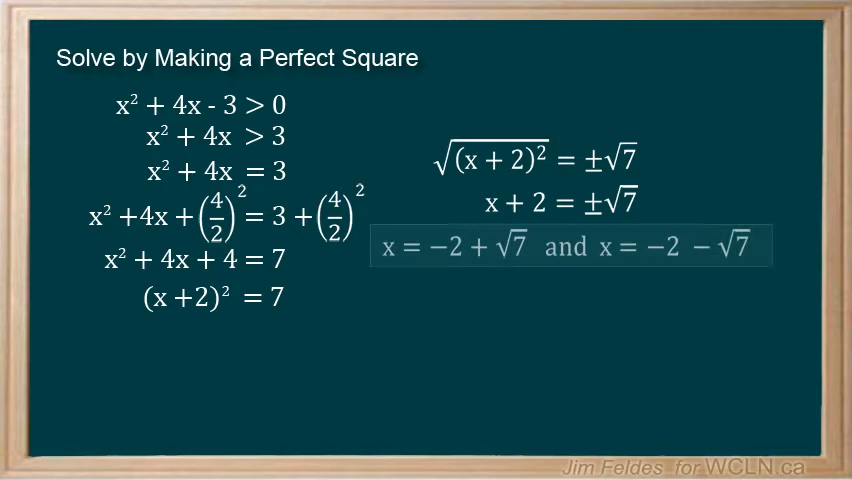 Solve by Making a Perfect Square
x² + 4x - 3 > 0
x² + 4x > 3
x² + 4x = 3
x² +4x + (4/2)² = 3 + (4/2)²
x² + 4x + 4 = 7
(x +2)² = 7
√(x + 2)² = ±√7
x + 2 = ±√7
x = −2 + √7 and x = −2 − √7
Jim Feldes for WCLN.ca